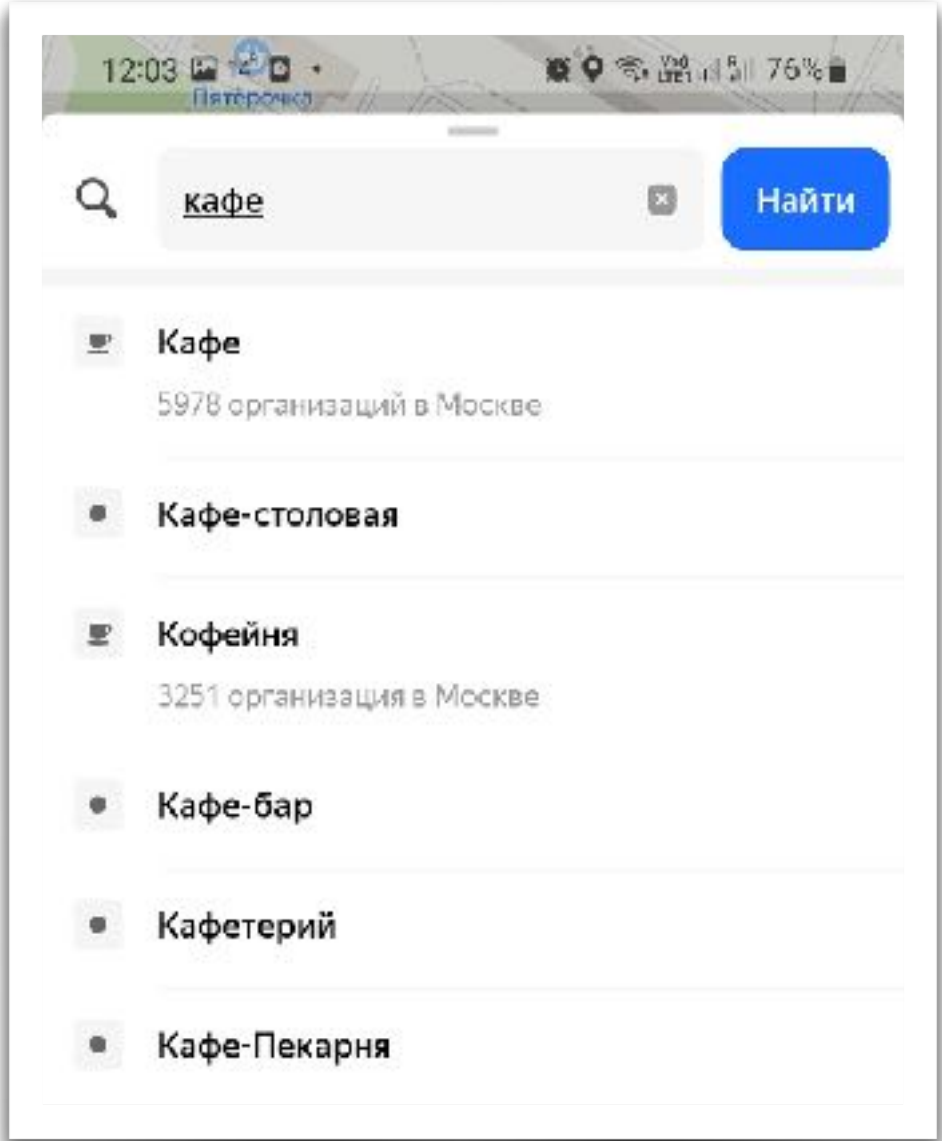 12:03 76%
Пятёрочка
кафе
Найти
Кафе
5978 организаций в Москве
Кафе-столовая
Кофейня
3251 организация в Москве
Кафе-бар
Кафетерий
Кафе-Пекарня